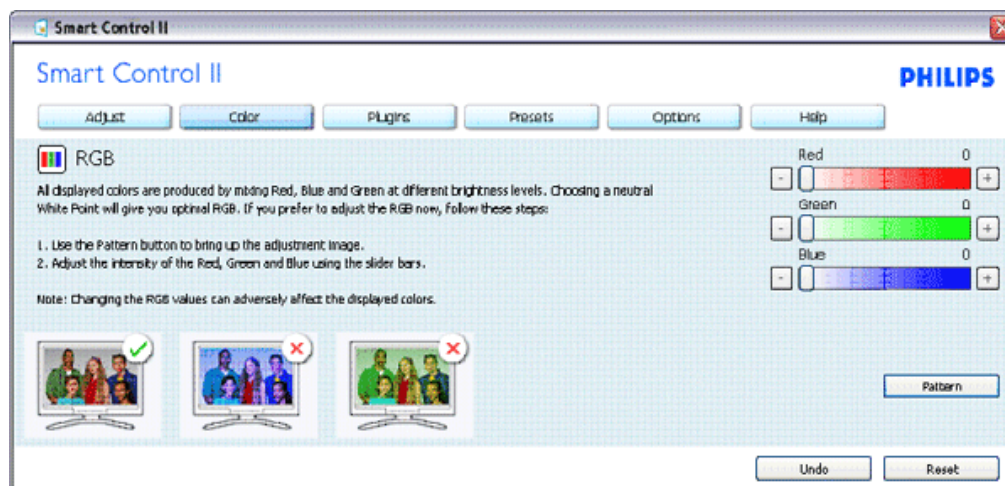 Smart Control II
Smart Control II
PHILIPS
Adjust Color Plugins Presets Options Help
RGB
All displayed colors are produced by mixing Red, Blue and Green at different brightness levels. Choosing a neutral
White Point will give you optimal RGB. If you prefer to adjust the RGB now, follow these steps:
1. Use the Pattern button to bring up the adjustment image.
2. Adjust the intensity of the Red, Green and Blue using the slider bars.
Note: Changing the RGB values can adversely affect the displayed colors.
Red 0
- +
Green 0
- +
Blue 0
- +
Pattern
Undo Reset